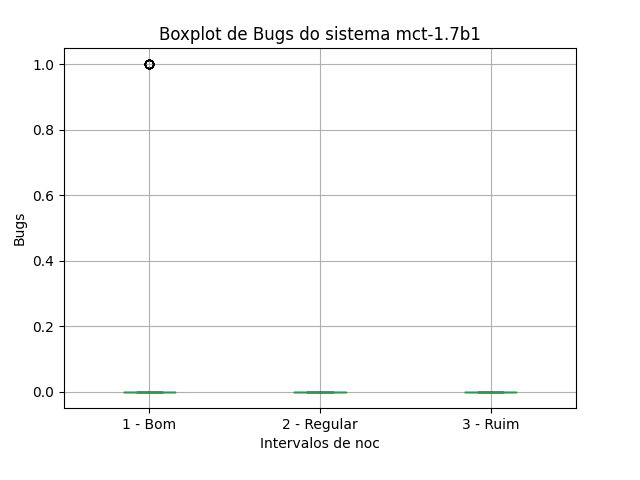 Boxplot de Bugs do sistema mct-1.7b1
1.0
0.8
0.6
0.4
0.2
0.0
Bugs
1 - Bom
2 - Regular
3 - Ruim
Intervalos de noc